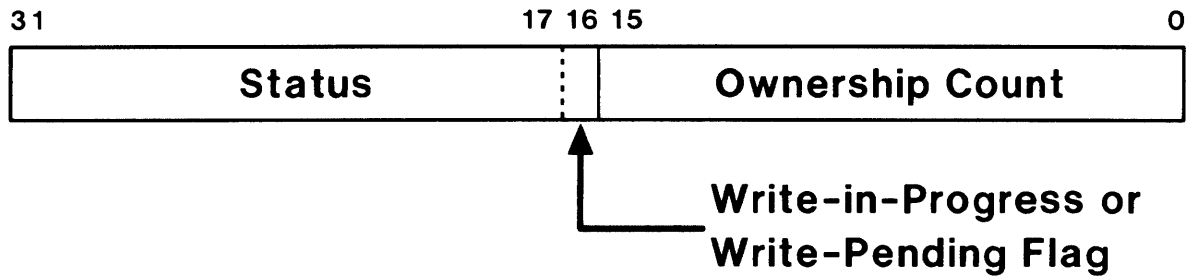 31 17 16 15 0
Status Ownership Count
Write-in-Progress or
Write-Pending Flag